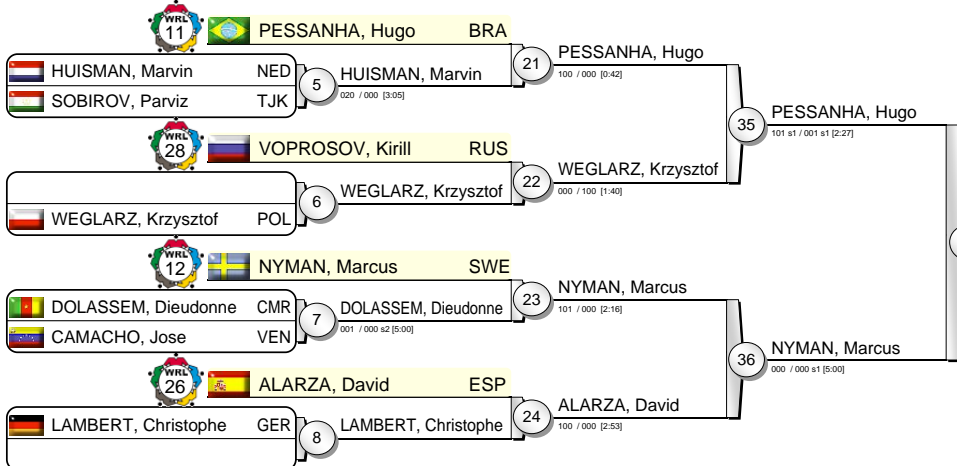 WRL 11 PESSANHA, Hugo BRA
HUISMAN, Marvin NED
SOBIROV, Parviz TJK
5 HUISMAN, Marvin
020 / 000 [3:05]
21 PESSANHA, Hugo
100 / 000 [0:42]
WRL 28 VOPROSOV, Kirill RUS
WEGLARZ, Krzysztof POL
6 WEGLARZ, Krzysztof
22 WEGLARZ, Krzysztof
000 / 100 [1:40]
35 PESSANHA, Hugo
101 s1 / 001 s1 [2:27]
WRL 12 NYMAN, Marcus SWE
DOLASSEM, Dieudonne CMR
CAMACHO, Jose VEN
7 DOLASSEM, Dieudonne
001 / 000 s2 [5:00]
23 NYMAN, Marcus
101 / 000 [2:16]
WRL 26 ALARZA, David ESP
LAMBERT, Christophe GER
8 LAMBERT, Christophe
24 ALARZA, David
100 / 000 [2:53]
36 NYMAN, Marcus
000 / 000 s1 [5:00]